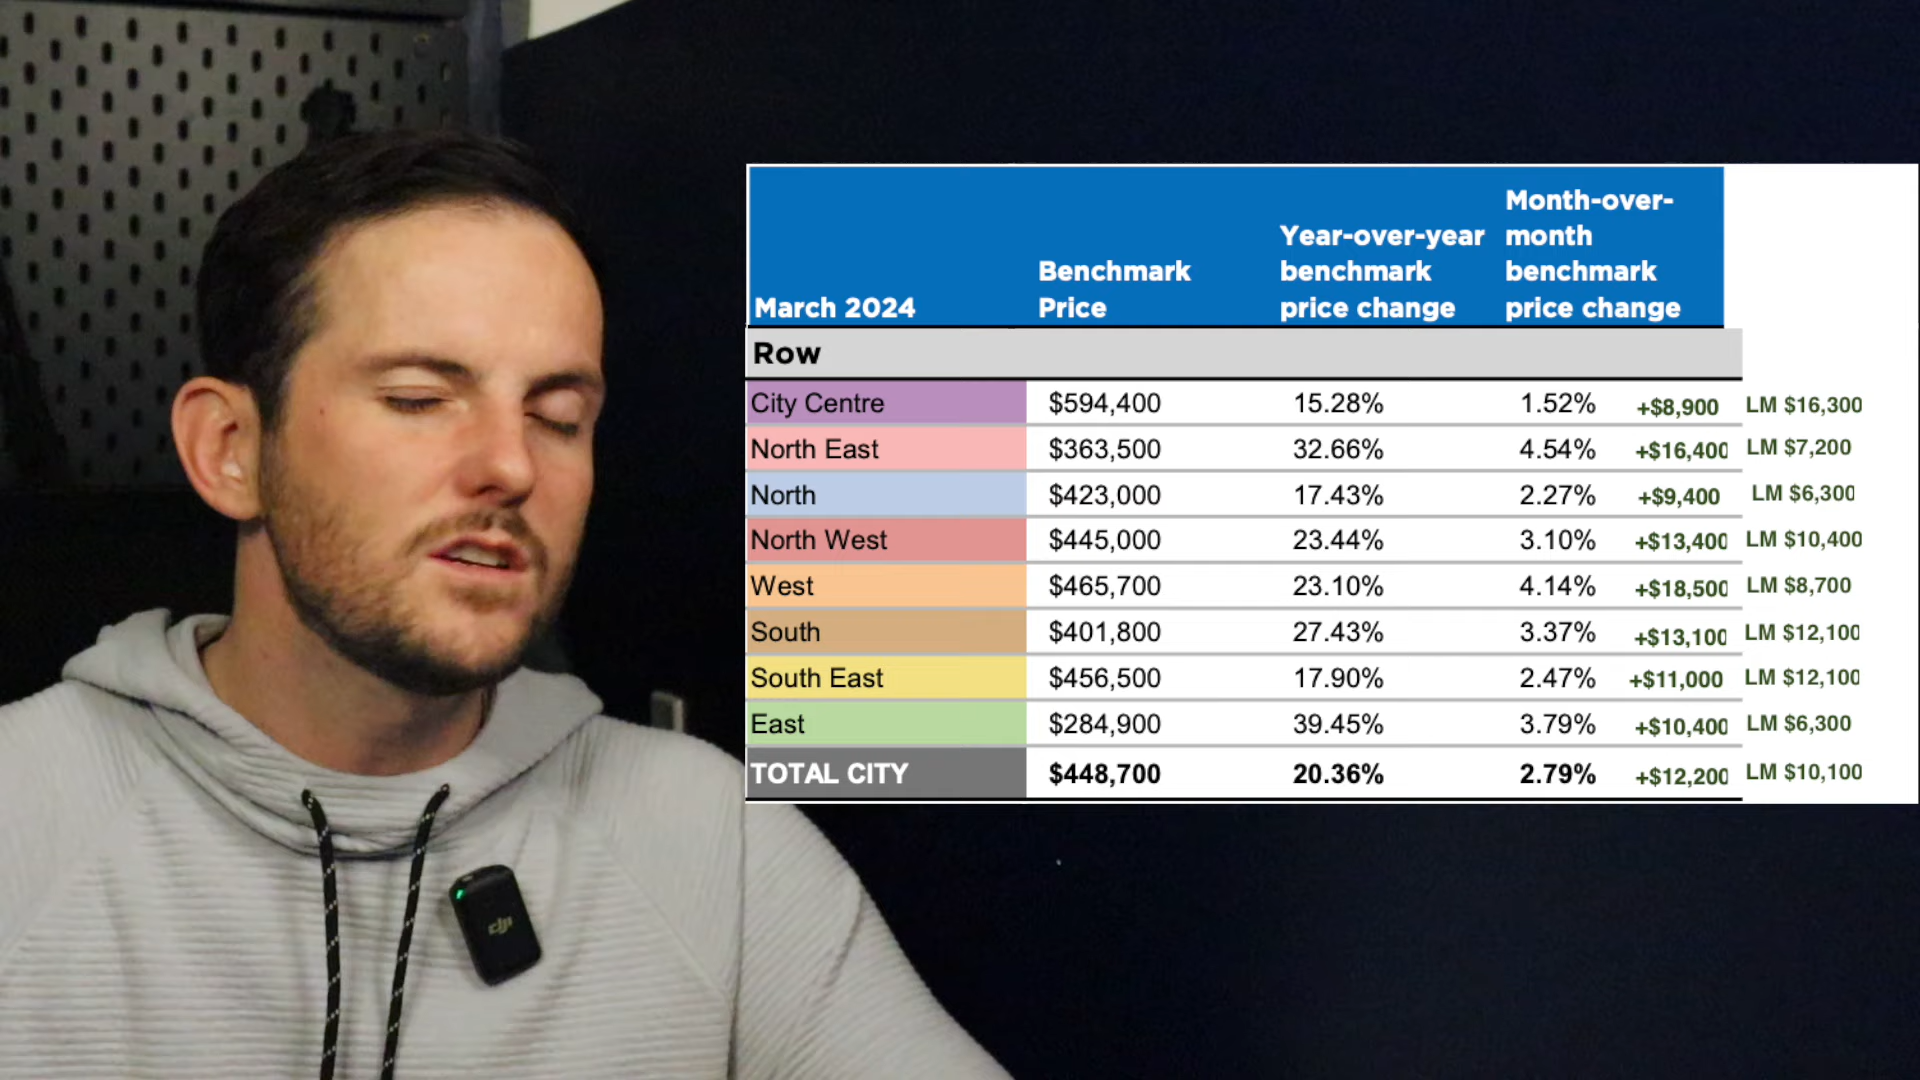 March 2024 Benchmark Price Year-over-year benchmark price change Month-over-month benchmark price change
Row
City Centre $594,400 15.28% 1.52% +$8,900 LM $16,300
North East $363,500 32.66% 4.54% +$16,400 LM $7,200
North $423,000 17.43% 2.27% +$9,400 LM $6,300
North West $445,000 23.44% 3.10% +$13,400 LM $10,400
West $465,700 23.10% 4.14% +$18,500 LM $8,700
South $401,800 27.43% 3.37% +$13,100 LM $12,100
South East $456,500 17.90% 2.47% +$11,000 LM $12,100
East $284,900 39.45% 3.79% +$10,400 LM $6,300
TOTAL CITY $448,700 20.36% 2.79% +$12,200 LM $10,100
dji